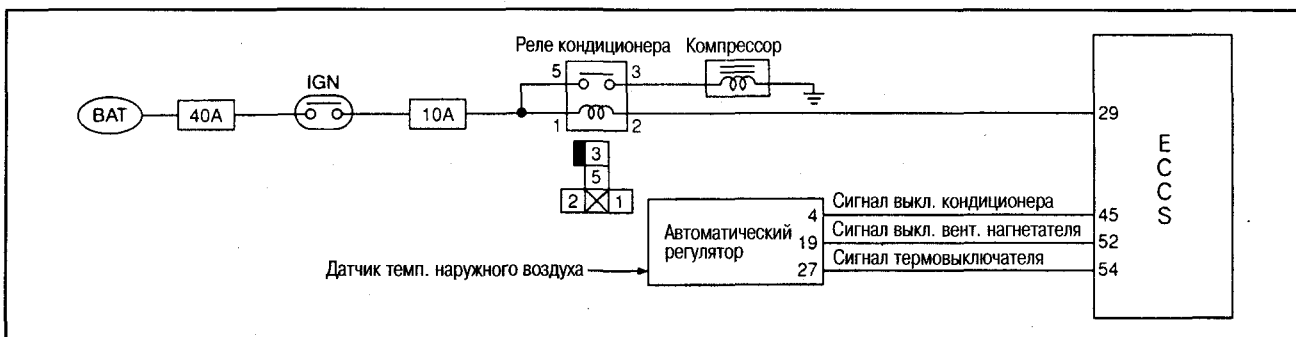 Реле кондиционера Компрессор
5 3
IGN
BAT 40A 10A
1 2
29
3
5
2 1
ECCS
Автоматический регулятор
4 Сигнал выкл. кондиционера 45
19 Сигнал выкл. вент. нагнетателя 52
27 Сигнал термовыключателя 54
Датчик темп. наружного воздуха